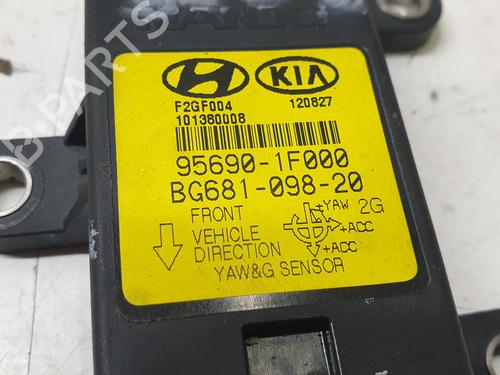 MANDO
HYUNDAI KIA
F2GF004 120827
101380008
95690-1F000
BG681-098-20
FRONT +YAW 2G
VEHICLE
DIRECTION +ACC +ACC
YAW&G SENSOR
B PARTS